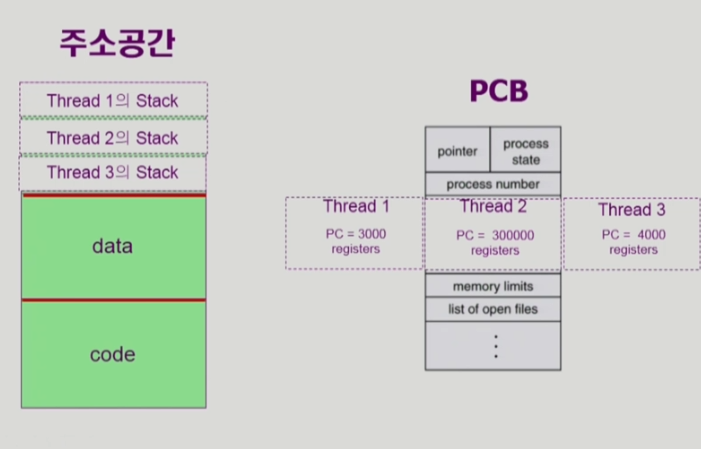 주소공간
Thread 1의 Stack
Thread 2의 Stack
Thread 3의 Stack
data
code
PCB
pointer
process
state
process number
Thread 1
PC = 3000
registers
Thread 2
PC = 300000
registers
Thread 3
PC = 4000
registers
memory limits
list of open files